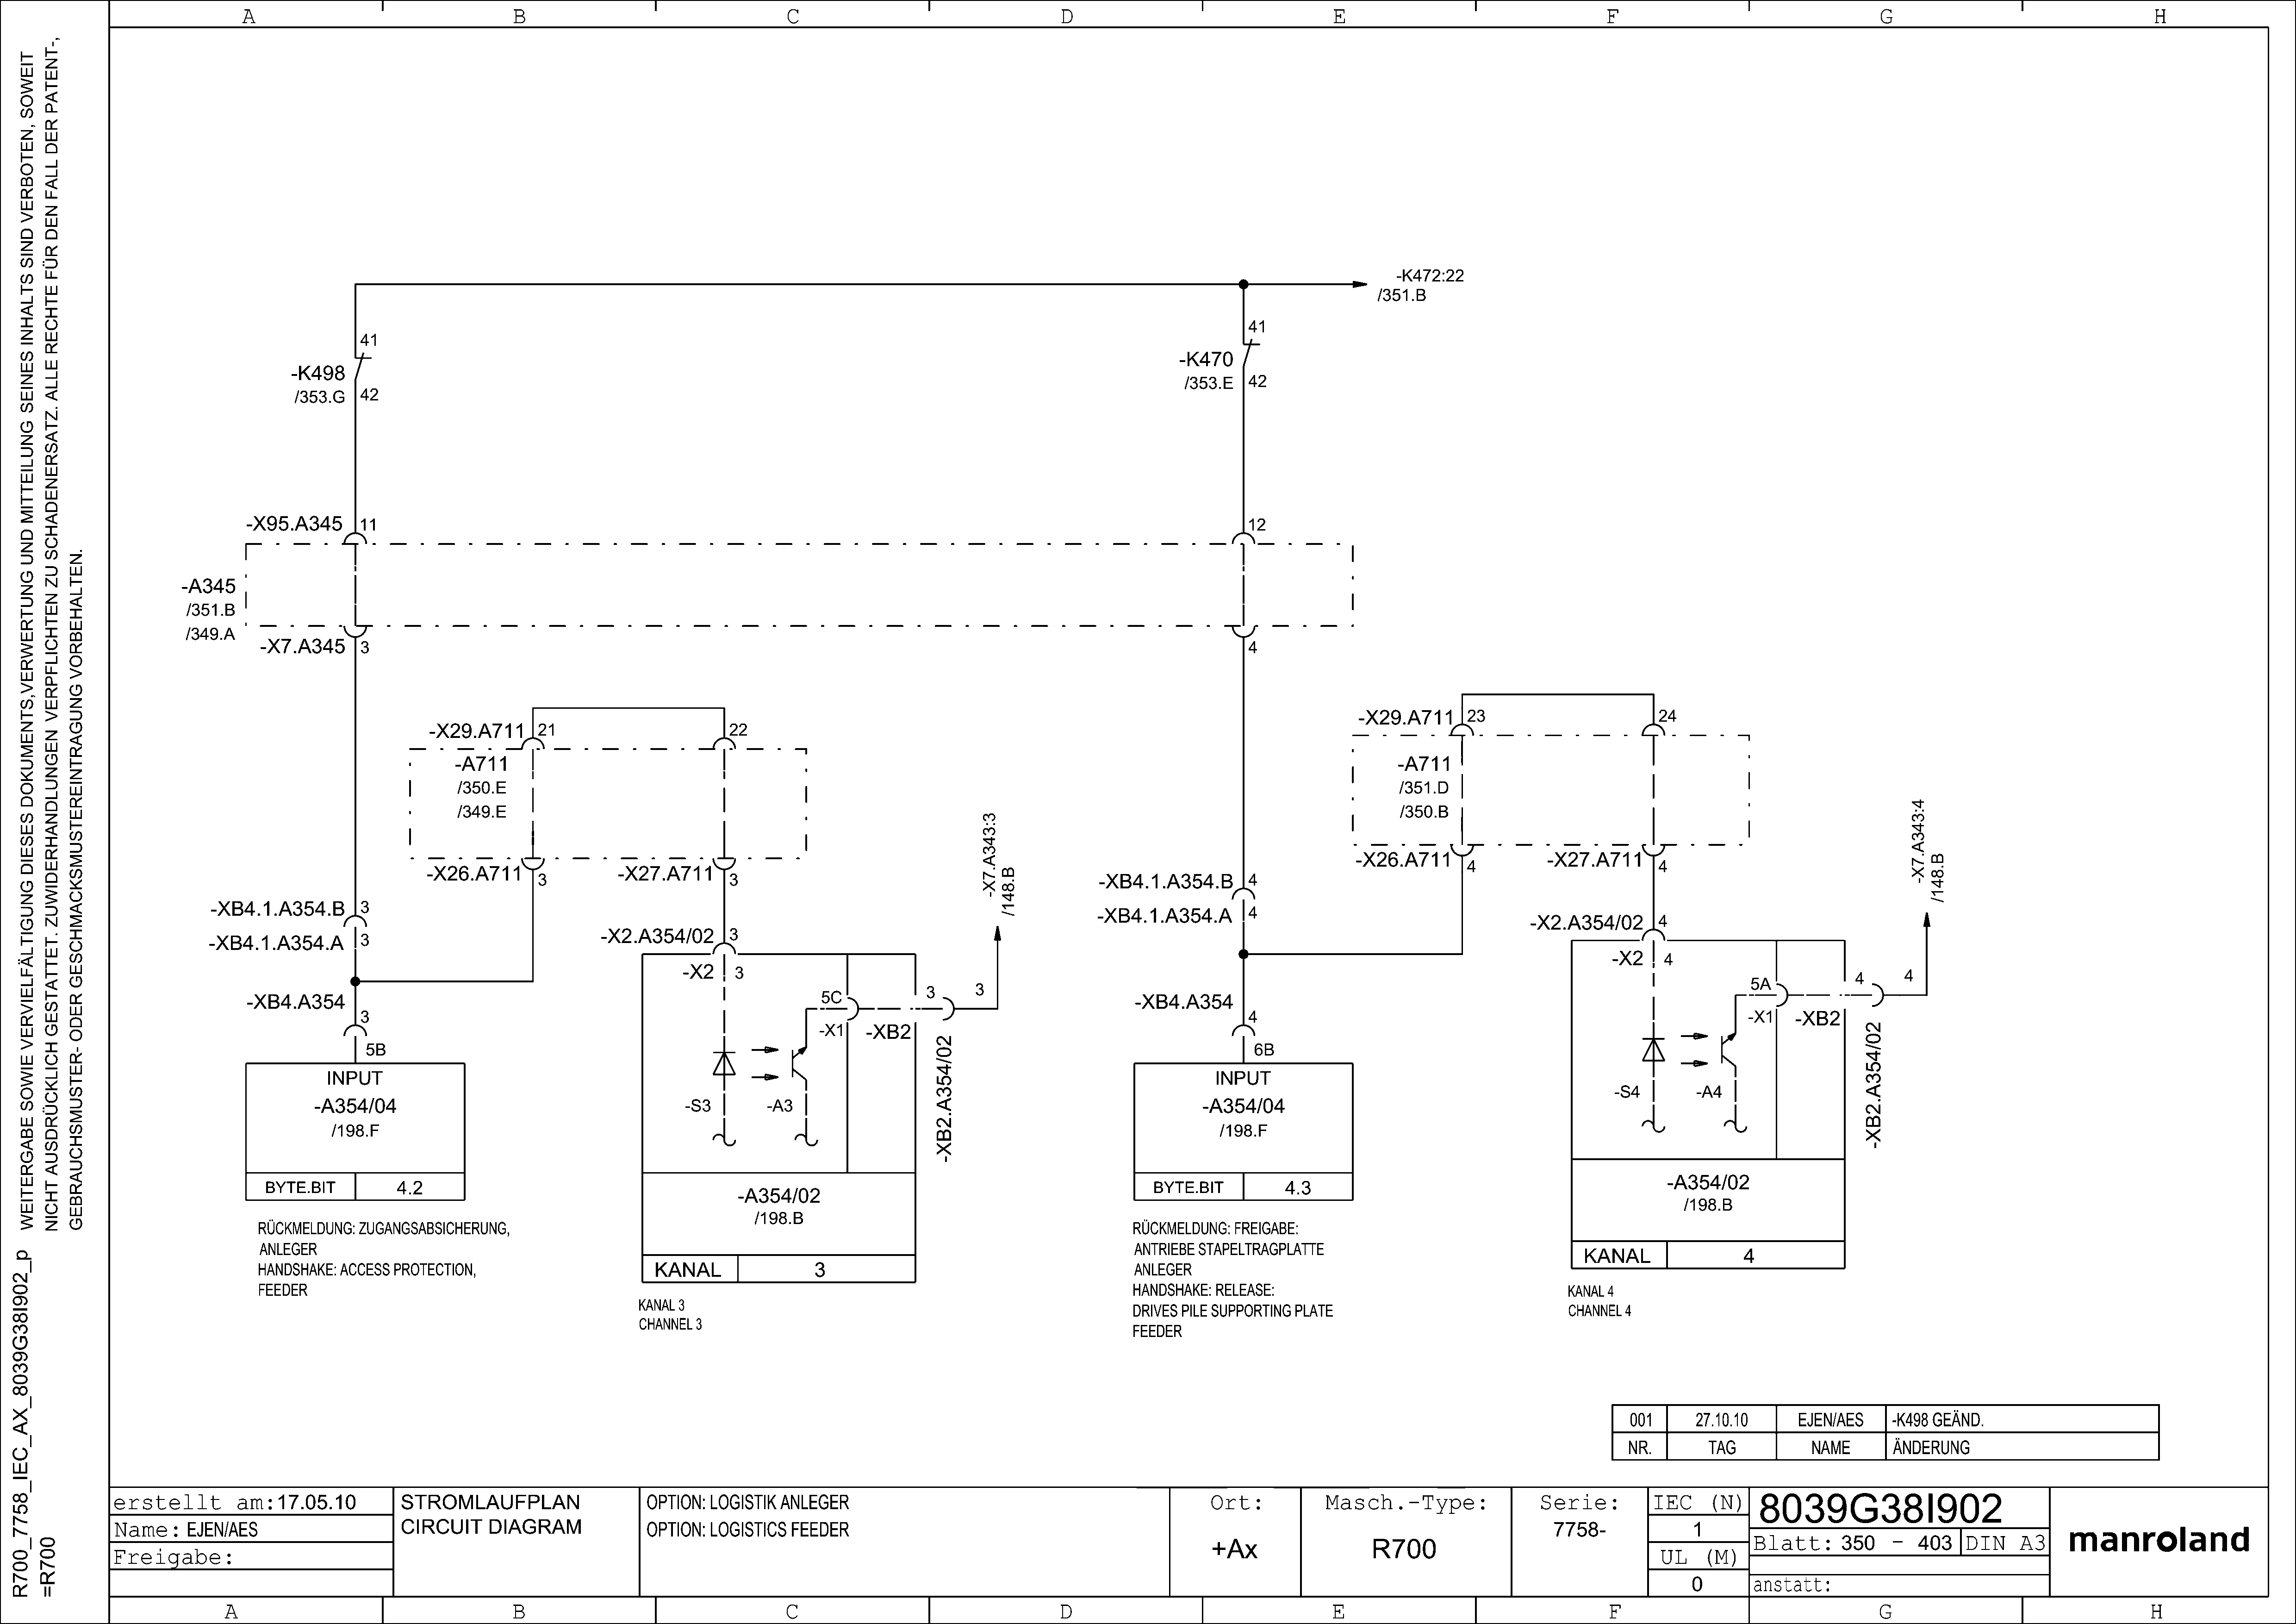 A B C D E F G H
WEITERGABE SOWIE VERVIELFÄLTIGUNG DIESES DOKUMENTS,VERWERTUNG UND MITTEILUNG SEINES INHALTS SIND VERBOTEN, SOWEIT
NICHT AUSDRÜCKLICH GESTATTET. ZUWIDERHANDLUNGEN VERPFLICHTEN ZU SCHADENERSATZ. ALLE RECHTE FÜR DEN FALL DER PATENT-,
GEBRAUCHSMUSTER- ODER GESCHMACKSMUSTEREINTRAGUNG VORBEHALTEN.
R700_7758_IEC_AX_8039G38I902_p
=R700
-K472:22
/351.B
41
-K498
/353.G 42
41
-K470
/353.E 42
-X95.A345 11
12
-A345
/351.B
/349.A
-X7.A345 3
4
-X29.A711 21
22
-A711
/350.E
/349.E
-X26.A711 3
-X27.A711 3
-X29.A711 23
24
-A711
/351.D
/350.B
-X26.A711 4
-X27.A711 4
-XB4.1.A354.B 3
-XB4.1.A354.A 3
-XB4.A354
3
5B
INPUT
-A354/04
/198.F
BYTE.BIT 4.2
RÜCKMELDUNG: ZUGANGSABSICHERUNG,
ANLEGER
HANDSHAKE: ACCESS PROTECTION,
FEEDER
-X2.A354/02 3
-X2 3
5C
-X1
-XB2
3
3
-X7.A343:3
/148.B
-XB2.A354/02
-S3
-A3
-A354/02
/198.B
KANAL 3
KANAL 3
CHANNEL 3
-XB4.1.A354.B 4
-XB4.1.A354.A 4
-XB4.A354
4
6B
INPUT
-A354/04
/198.F
BYTE.BIT 4.3
RÜCKMELDUNG: FREIGABE:
ANTRIEBE STAPELTRAGPLATTE
ANLEGER
HANDSHAKE: RELEASE:
DRIVES PILE SUPPORTING PLATE
FEEDER
-X2.A354/02 4
-X2 4
5A
-X1
-XB2
4
4
-X7.A343:4
/148.B
-XB2.A354/02
-S4
-A4
-A354/02
/198.B
KANAL 4
KANAL 4
CHANNEL 4
001 27.10.10 EJEN/AES -K498 GEÄND.
NR. TAG NAME ÄNDERUNG
erstellt am:17.05.10
Name: EJEN/AES
Freigabe:
STROMLAUFPLAN
CIRCUIT DIAGRAM
OPTION: LOGISTIK ANLEGER
OPTION: LOGISTICS FEEDER
Ort:
+Ax
Masch.-Type:
R700
Serie:
7758-
IEC (N)
1
UL (M)
0
8039G38I902
Blatt: 350 - 403 DIN A3
anstatt:
manroland
A B C D E F G H